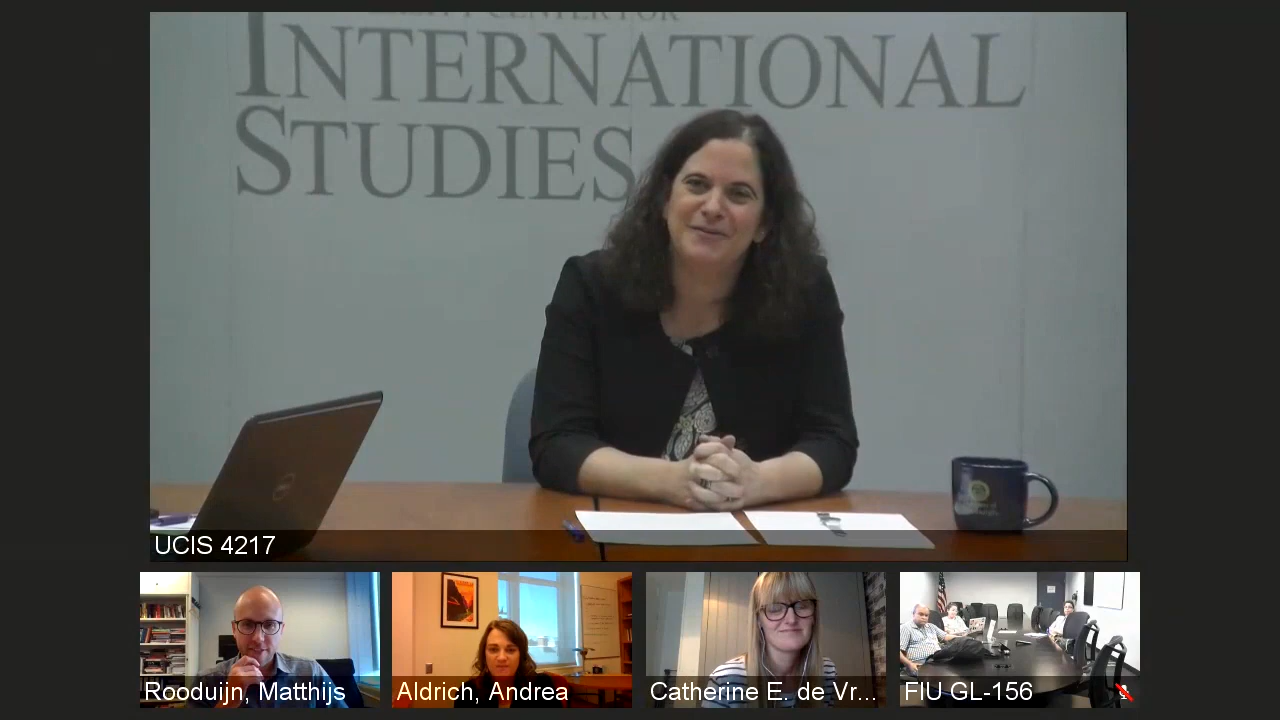 INTERNATIONAL
STUDIES
UCIS 4217
Rooduijn, Matthijs
Aldrich, Andrea
Catherine E. de Vr...
FIU GL-156